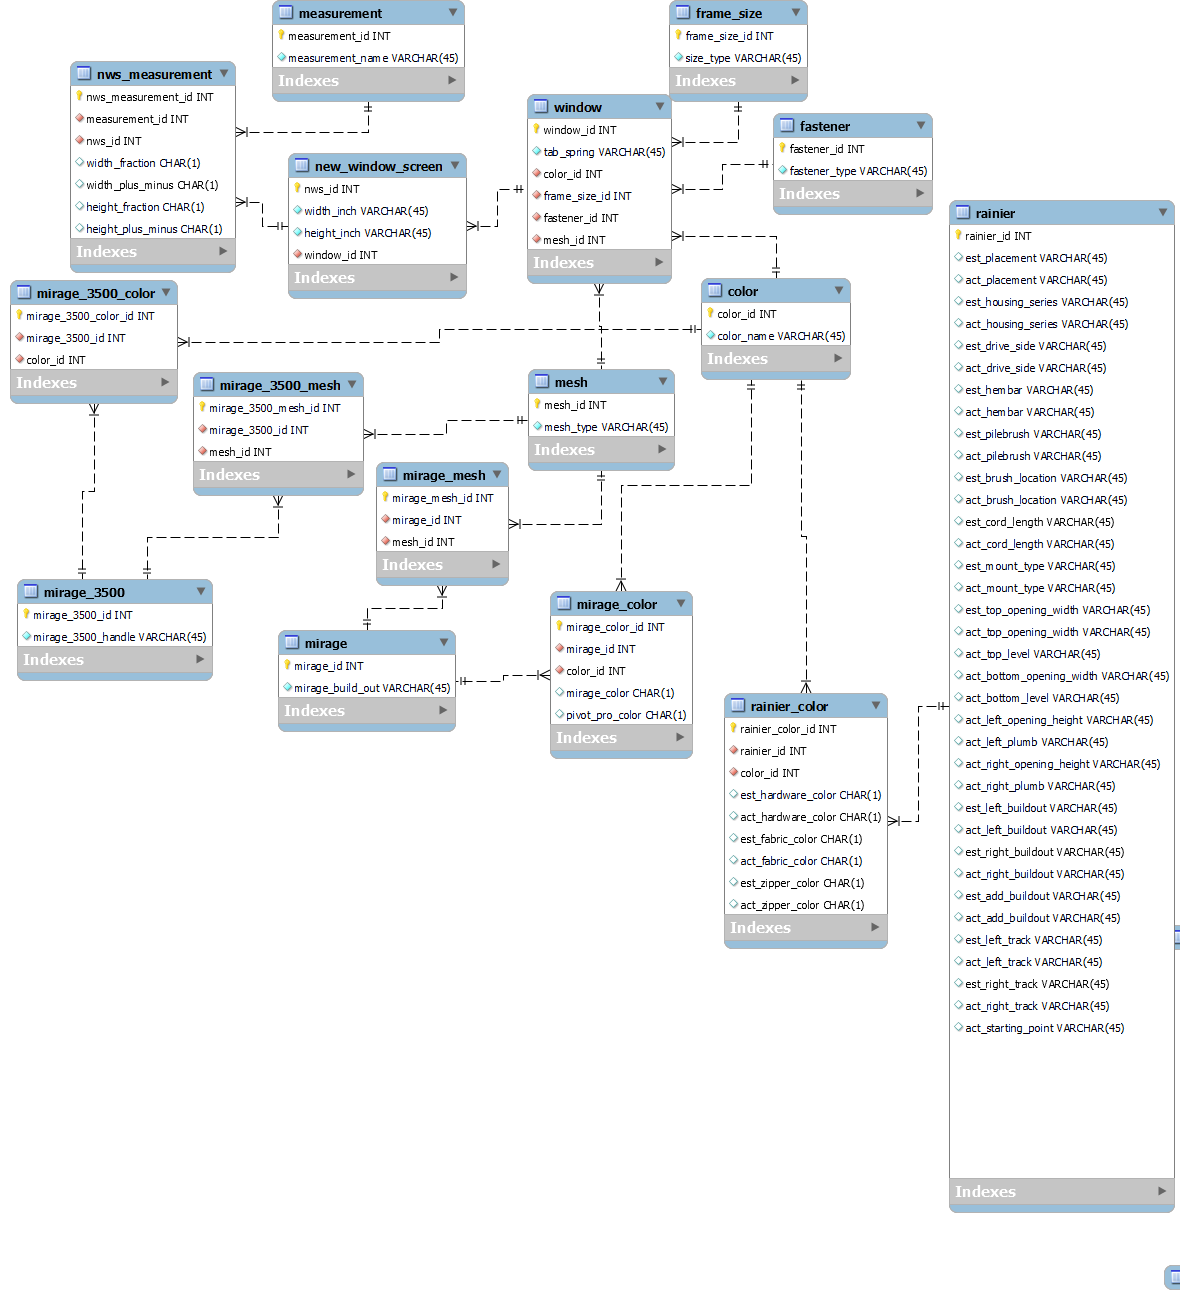 measurement
measurement_id INT
measurement_name VARCHAR(45)
Indexes
frame_size
frame_size_id INT
size_type VARCHAR(45)
Indexes
nws_measurement
nws_measurement_id INT
measurement_id INT
nws_id INT
width_fraction CHAR(1)
width_plus_minus CHAR(1)
height_fraction CHAR(1)
height_plus_minus CHAR(1)
Indexes
window
window_id INT
tab_spring VARCHAR(45)
color_id INT
frame_size_id INT
fastener_id INT
mesh_id INT
Indexes
fastener
fastener_id INT
fastener_type VARCHAR(45)
Indexes
new_window_screen
nws_id INT
width_inch VARCHAR(45)
height_inch VARCHAR(45)
window_id INT
Indexes
rainier
rainier_id INT
est_placement VARCHAR(45)
act_placement VARCHAR(45)
est_housing_series VARCHAR(45)
act_housing_series VARCHAR(45)
est_drive_side VARCHAR(45)
act_drive_side VARCHAR(45)
est_hembar VARCHAR(45)
act_hembar VARCHAR(45)
est_pilebrush VARCHAR(45)
act_pilebrush VARCHAR(45)
est_brush_location VARCHAR(45)
act_brush_location VARCHAR(45)
est_cord_length VARCHAR(45)
act_cord_length VARCHAR(45)
est_mount_type VARCHAR(45)
act_mount_type VARCHAR(45)
est_top_opening_width VARCHAR(45)
act_top_opening_width VARCHAR(45)
act_top_level VARCHAR(45)
act_bottom_opening_width VARCHAR(45)
act_bottom_level VARCHAR(45)
act_left_opening_height VARCHAR(45)
act_left_plumb VARCHAR(45)
act_right_opening_height VARCHAR(45)
act_right_plumb VARCHAR(45)
est_left_buildout VARCHAR(45)
act_left_buildout VARCHAR(45)
est_right_buildout VARCHAR(45)
act_right_buildout VARCHAR(45)
est_add_buildout VARCHAR(45)
act_add_buildout VARCHAR(45)
est_left_track VARCHAR(45)
act_left_track VARCHAR(45)
est_right_track VARCHAR(45)
act_right_track VARCHAR(45)
act_starting_point VARCHAR(45)
Indexes
mirage_3500_color
mirage_3500_color_id INT
mirage_3500_id INT
color_id INT
Indexes
color
color_id INT
color_name VARCHAR(45)
Indexes
mirage_3500_mesh
mirage_3500_mesh_id INT
mirage_3500_id INT
mesh_id INT
Indexes
mesh
mesh_id INT
mesh_type VARCHAR(45)
Indexes
mirage_mesh
mirage_mesh_id INT
mirage_id INT
mesh_id INT
Indexes
mirage_3500
mirage_3500_id INT
mirage_3500_handle VARCHAR(45)
Indexes
mirage_color
mirage_color_id INT
mirage_id INT
color_id INT
mirage_color CHAR(1)
pivot_pro_color CHAR(1)
Indexes
mirage
mirage_id INT
mirage_build_out VARCHAR(45)
Indexes
rainier_color
rainier_color_id INT
rainier_id INT
color_id INT
est_hardware_color CHAR(1)
act_hardware_color CHAR(1)
est_fabric_color CHAR(1)
act_fabric_color CHAR(1)
est_zipper_color CHAR(1)
act_zipper_color CHAR(1)
Indexes